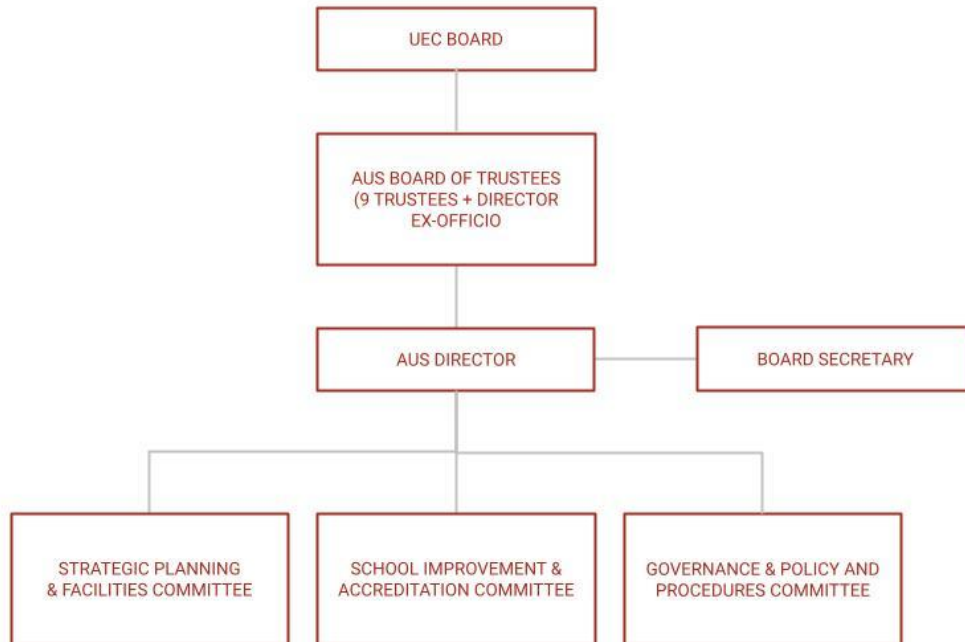 UEC BOARD
AUS BOARD OF TRUSTEES
(9 TRUSTEES + DIRECTOR
EX-OFFICIO
AUS DIRECTOR
BOARD SECRETARY
STRATEGIC PLANNING
& FACILITIES COMMITTEE
SCHOOL IMPROVEMENT &
ACCREDITATION COMMITTEE
GOVERNANCE & POLICY AND
PROCEDURES COMMITTEE